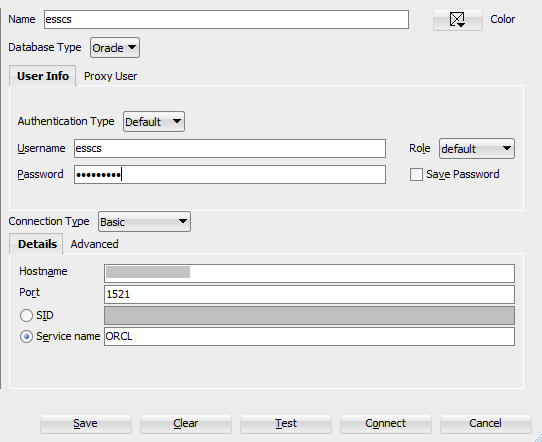 Name esscs Color
Database Type Oracle
User Info Proxy User
Authentication Type Default
Username esscs Role default
Password ••••••••• Save Password
Connection Type Basic
Details Advanced
Hostname
Port 1521
SID
Service name ORCL
Save Clear Test Connect Cancel